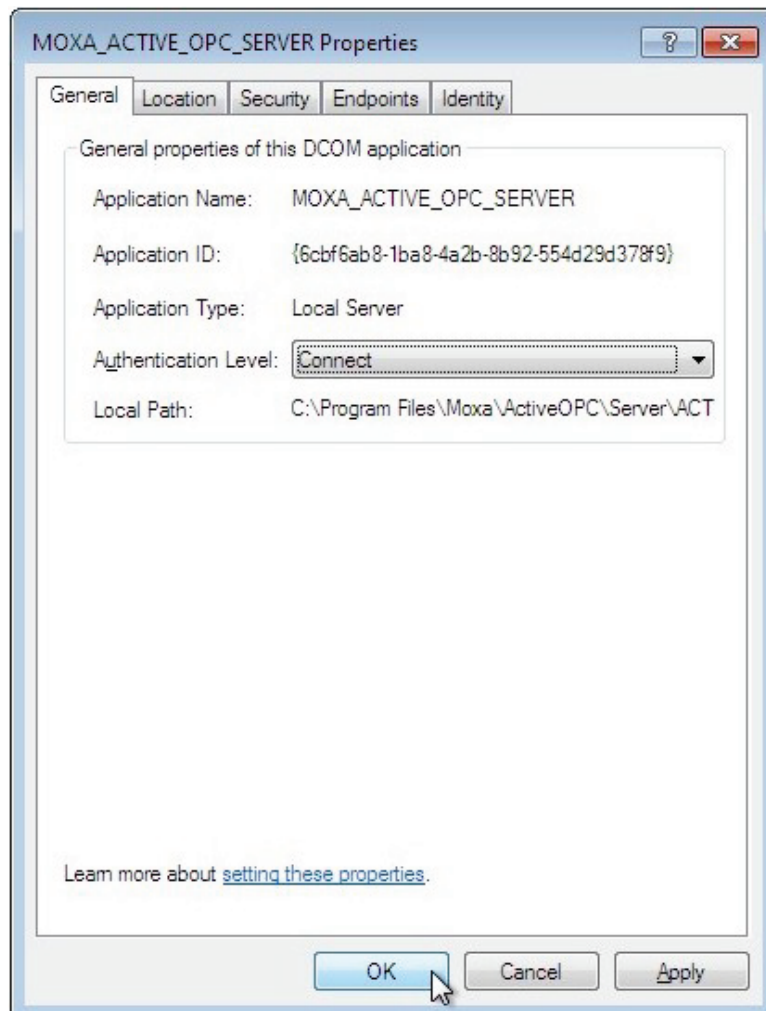 MOXA_ACTIVE_OPC_SERVER Properties
General Location Security Endpoints Identity
General properties of this DCOM application
Application Name: MOXA_ACTIVE_OPC_SERVER
Application ID: {6cbf6ab8-1ba8-4a2b-8b92-554d29d378f9}
Application Type: Local Server
Authentication Level: Connect
Local Path: C:\Program Files\Moxa\ActiveOPC\Server\ACT
Learn more about setting these properties.
OK Cancel Apply